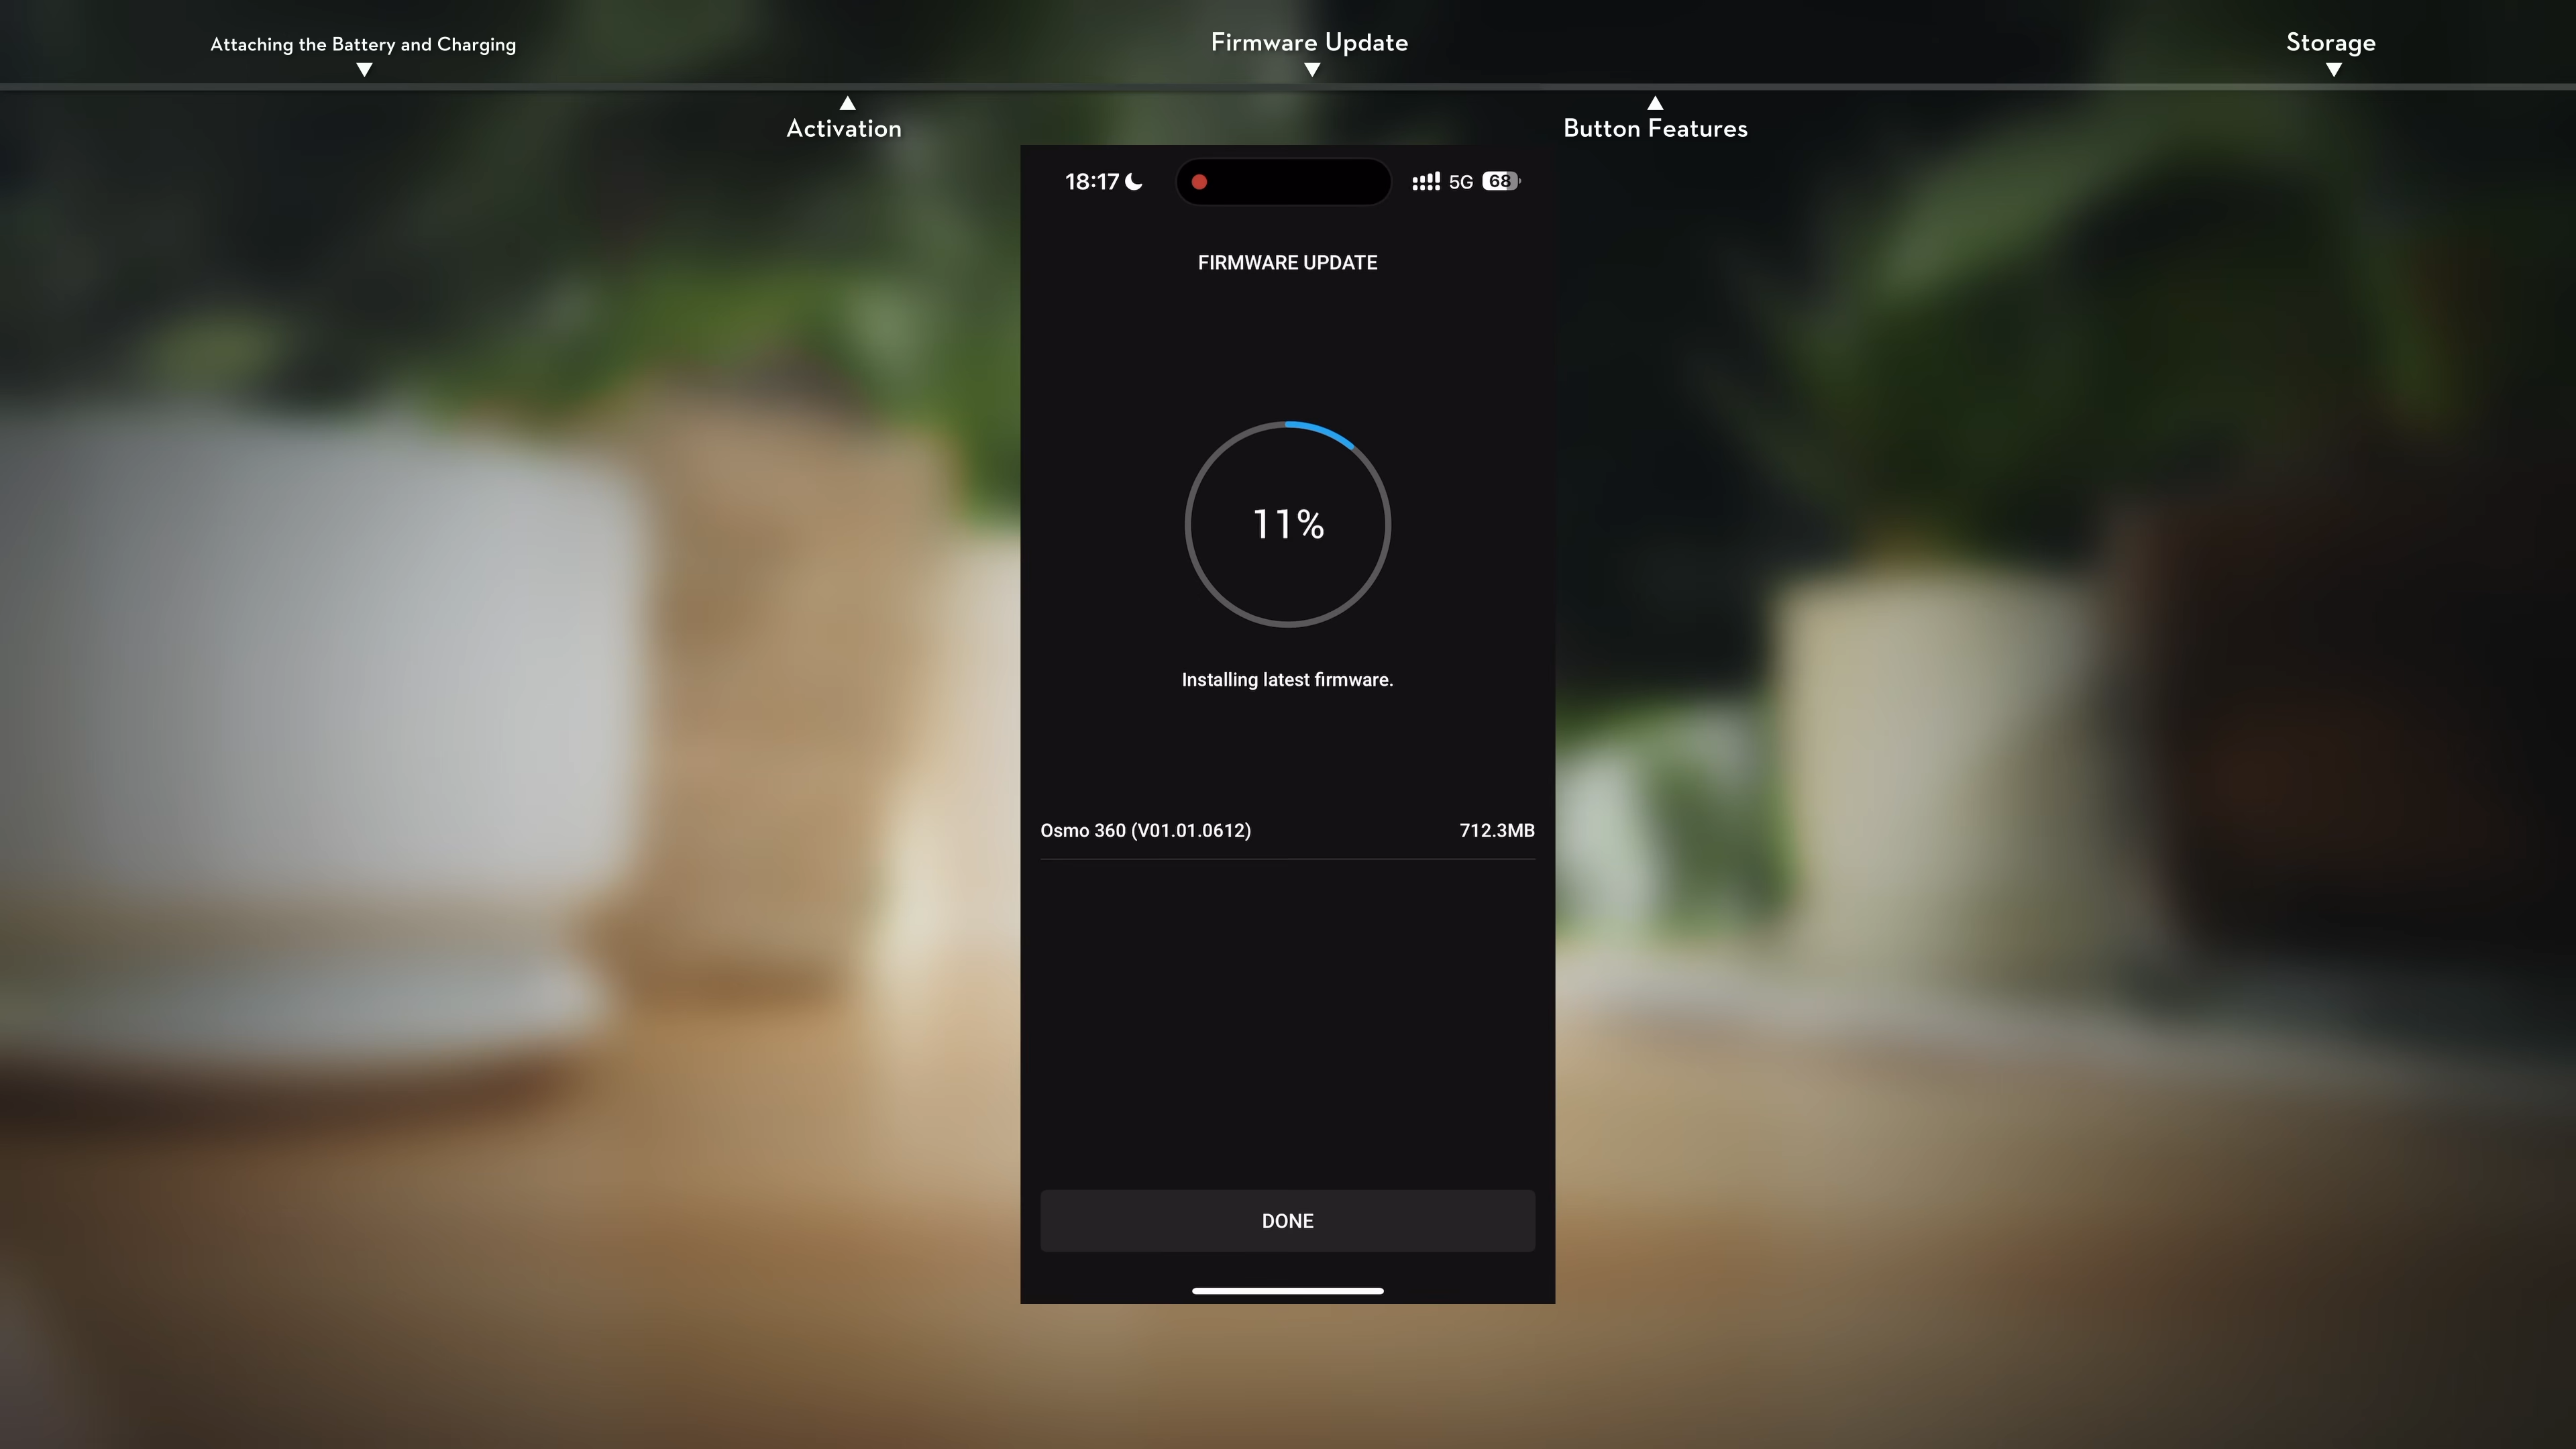 Attaching the Battery and Charging
Firmware Update
Storage
Activation
Button Features
18:17
5G
68
FIRMWARE UPDATE
11%
Installing latest firmware.
Osmo 360 (V01.01.0612)
712.3MB
DONE